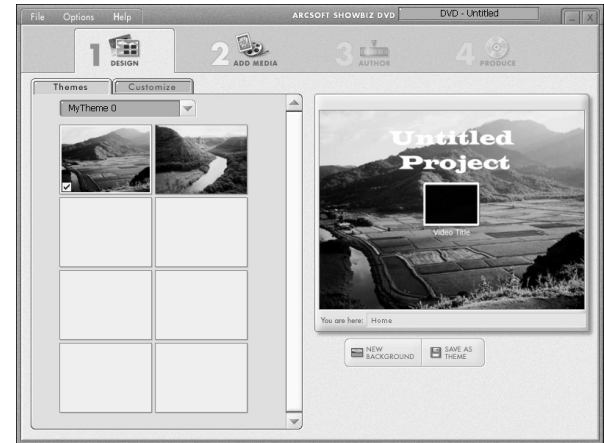 File Options Help ARCSOFT SHOWBIZ DVD DVD - Untitled
1 DESIGN 2 ADD MEDIA 3 AUTHOR 4 PRODUCE
Themes Customize
MyTheme 0
Untitled
Project
Video Title
You are here: Home
NEW BACKGROUND SAVE AS THEME